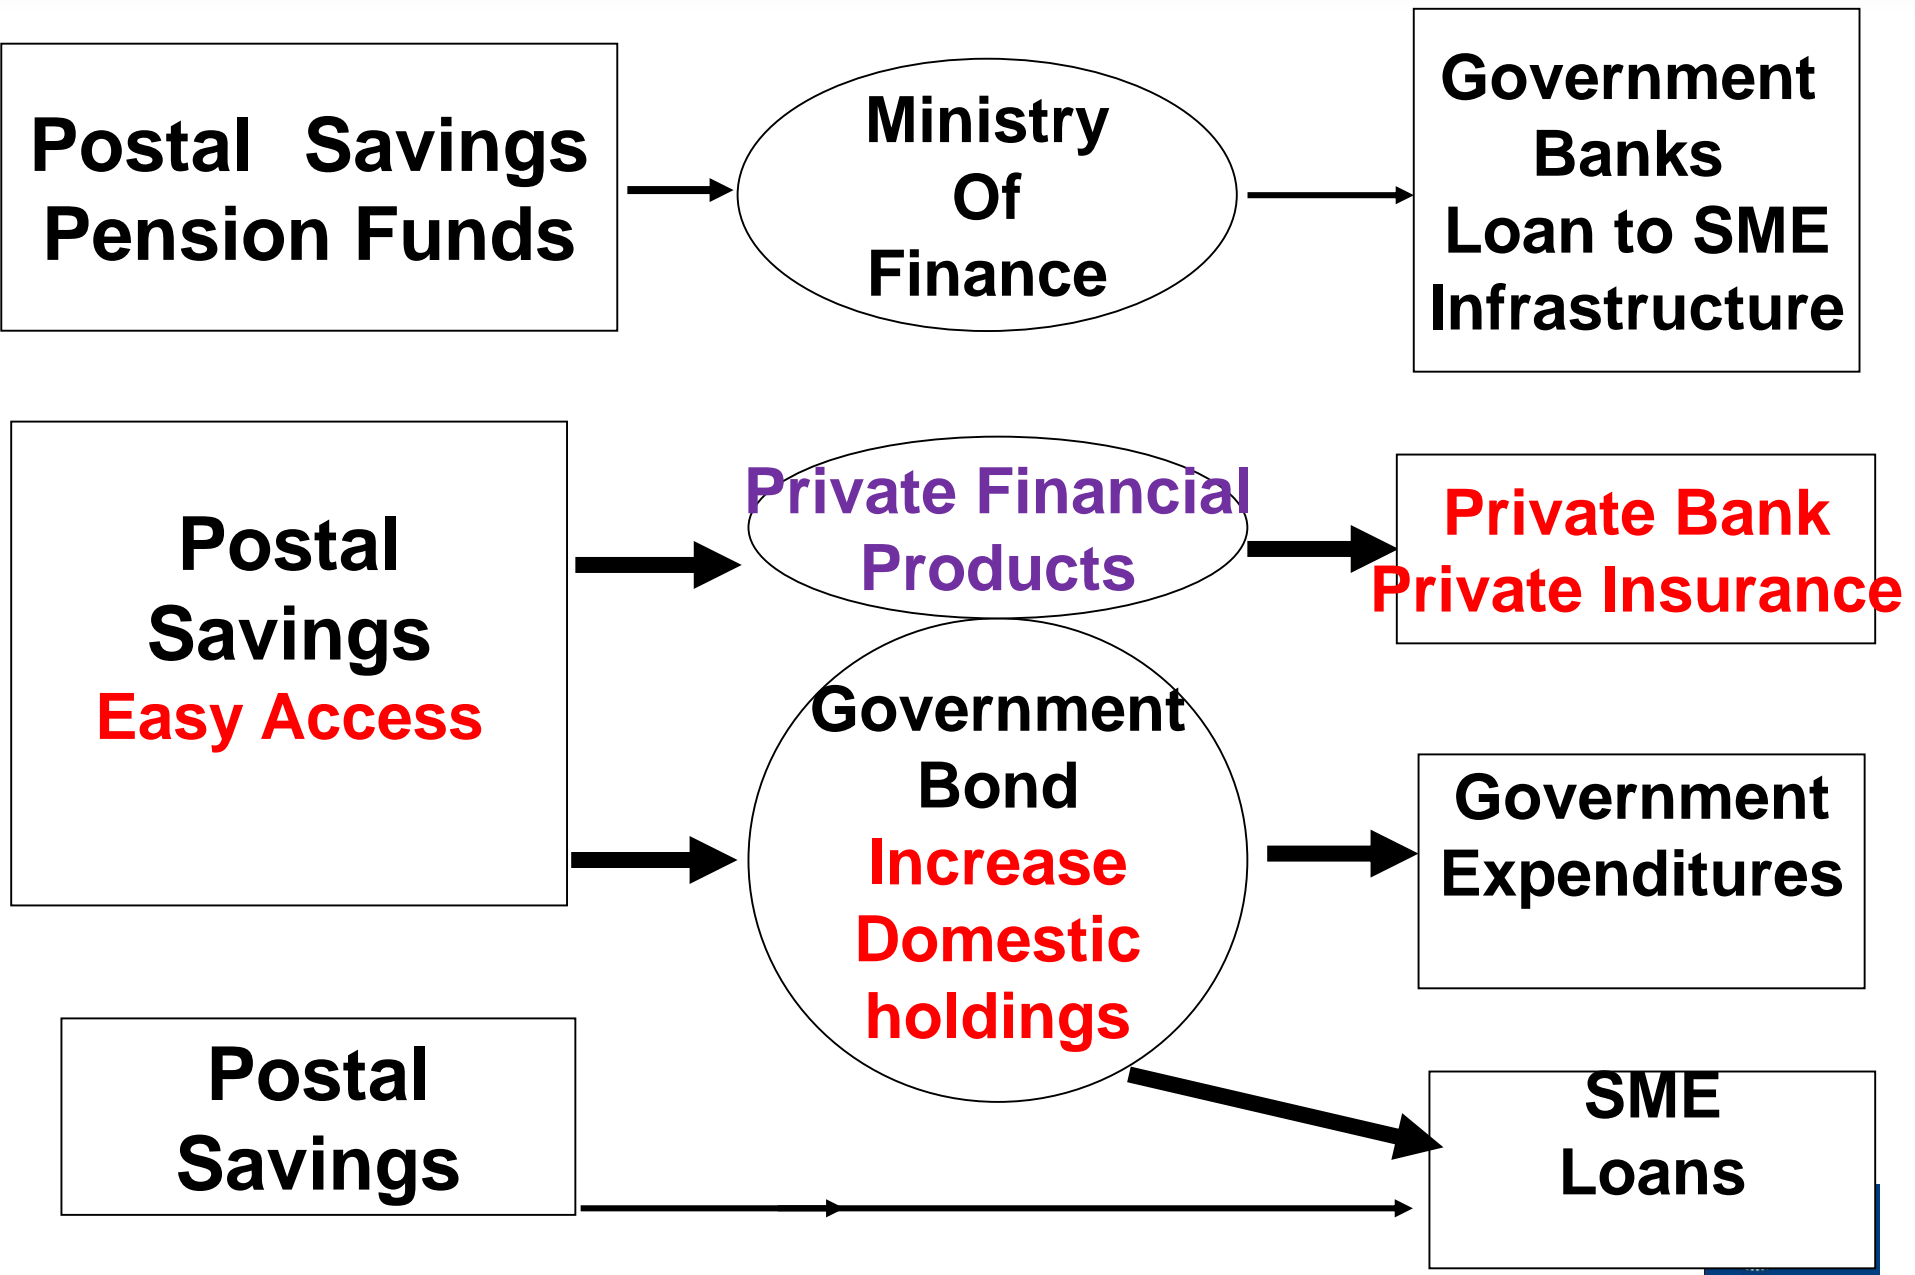 Postal Savings
Pension Funds
Ministry
Of
Finance
Government
Banks
Loan to SME
Infrastructure
Postal
Savings
Easy Access
Private Financial
Products
Private Bank
Private Insurance
Government
Bond
Increase
Domestic
holdings
Government
Expenditures
Postal
Savings
SME
Loans